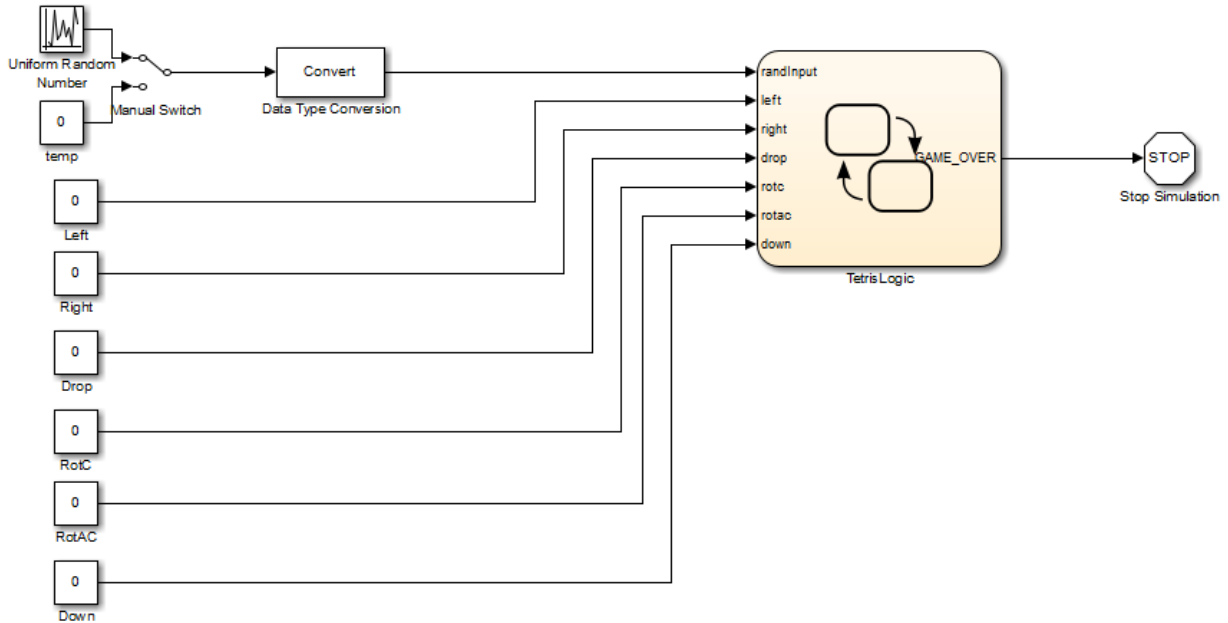 Uniform Random
Number
Manual Switch
0
temp
Convert
Data Type Conversion
0
Left
0
Right
0
Drop
0
RotC
0
RotAC
0
Down
randInput
left
right
drop
rotc
rotac
down
GAME_OVER
TetrisLogic
STOP
Stop Simulation